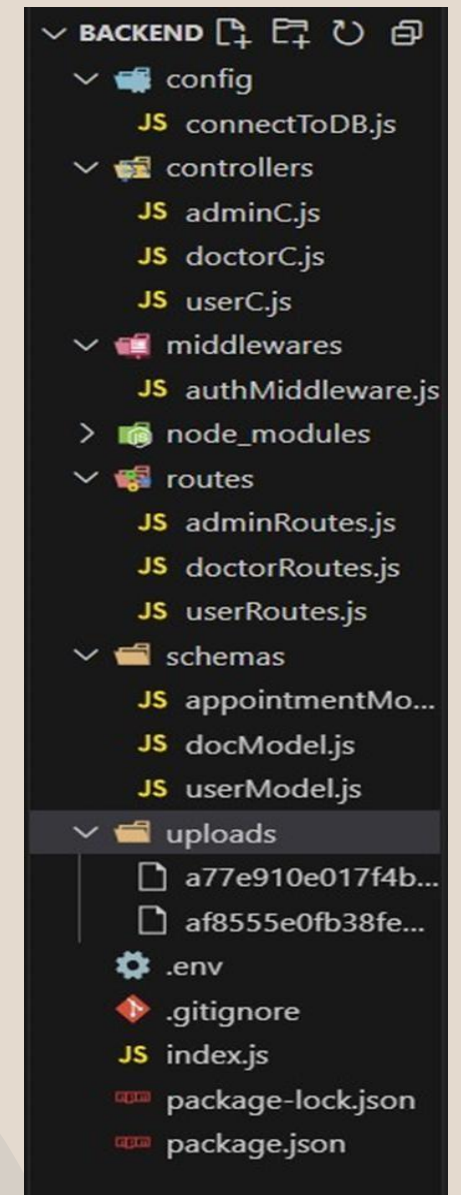 BACKEND
config
JS connectToDB.js
controllers
JS adminC.js
JS doctorC.js
JS userC.js
middlewares
JS authMiddleware.js
node_modules
routes
JS adminRoutes.js
JS doctorRoutes.js
JS userRoutes.js
schemas
JS appointmentMo...
JS docModel.js
JS userModel.js
uploads
a77e910e017f4b...
af8555e0fb38fe...
.env
.gitignore
JS index.js
package-lock.json
package.json